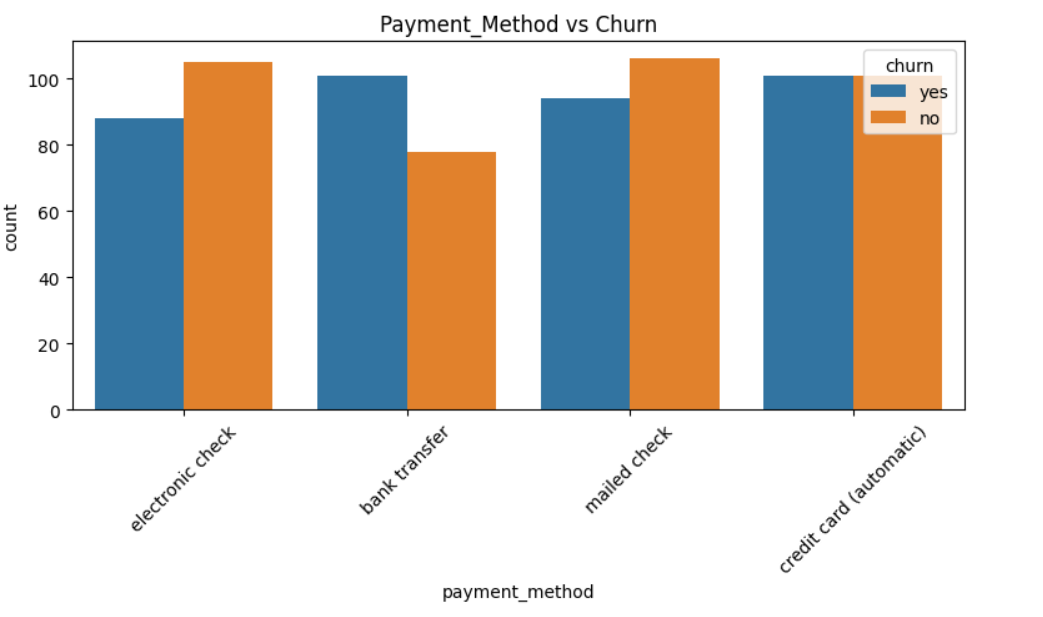 Payment_Method vs Churn
churn
yes
no
100
80
60
40
20
0
count
electronic check
bank transfer
mailed check
credit card (automatic)
payment_method